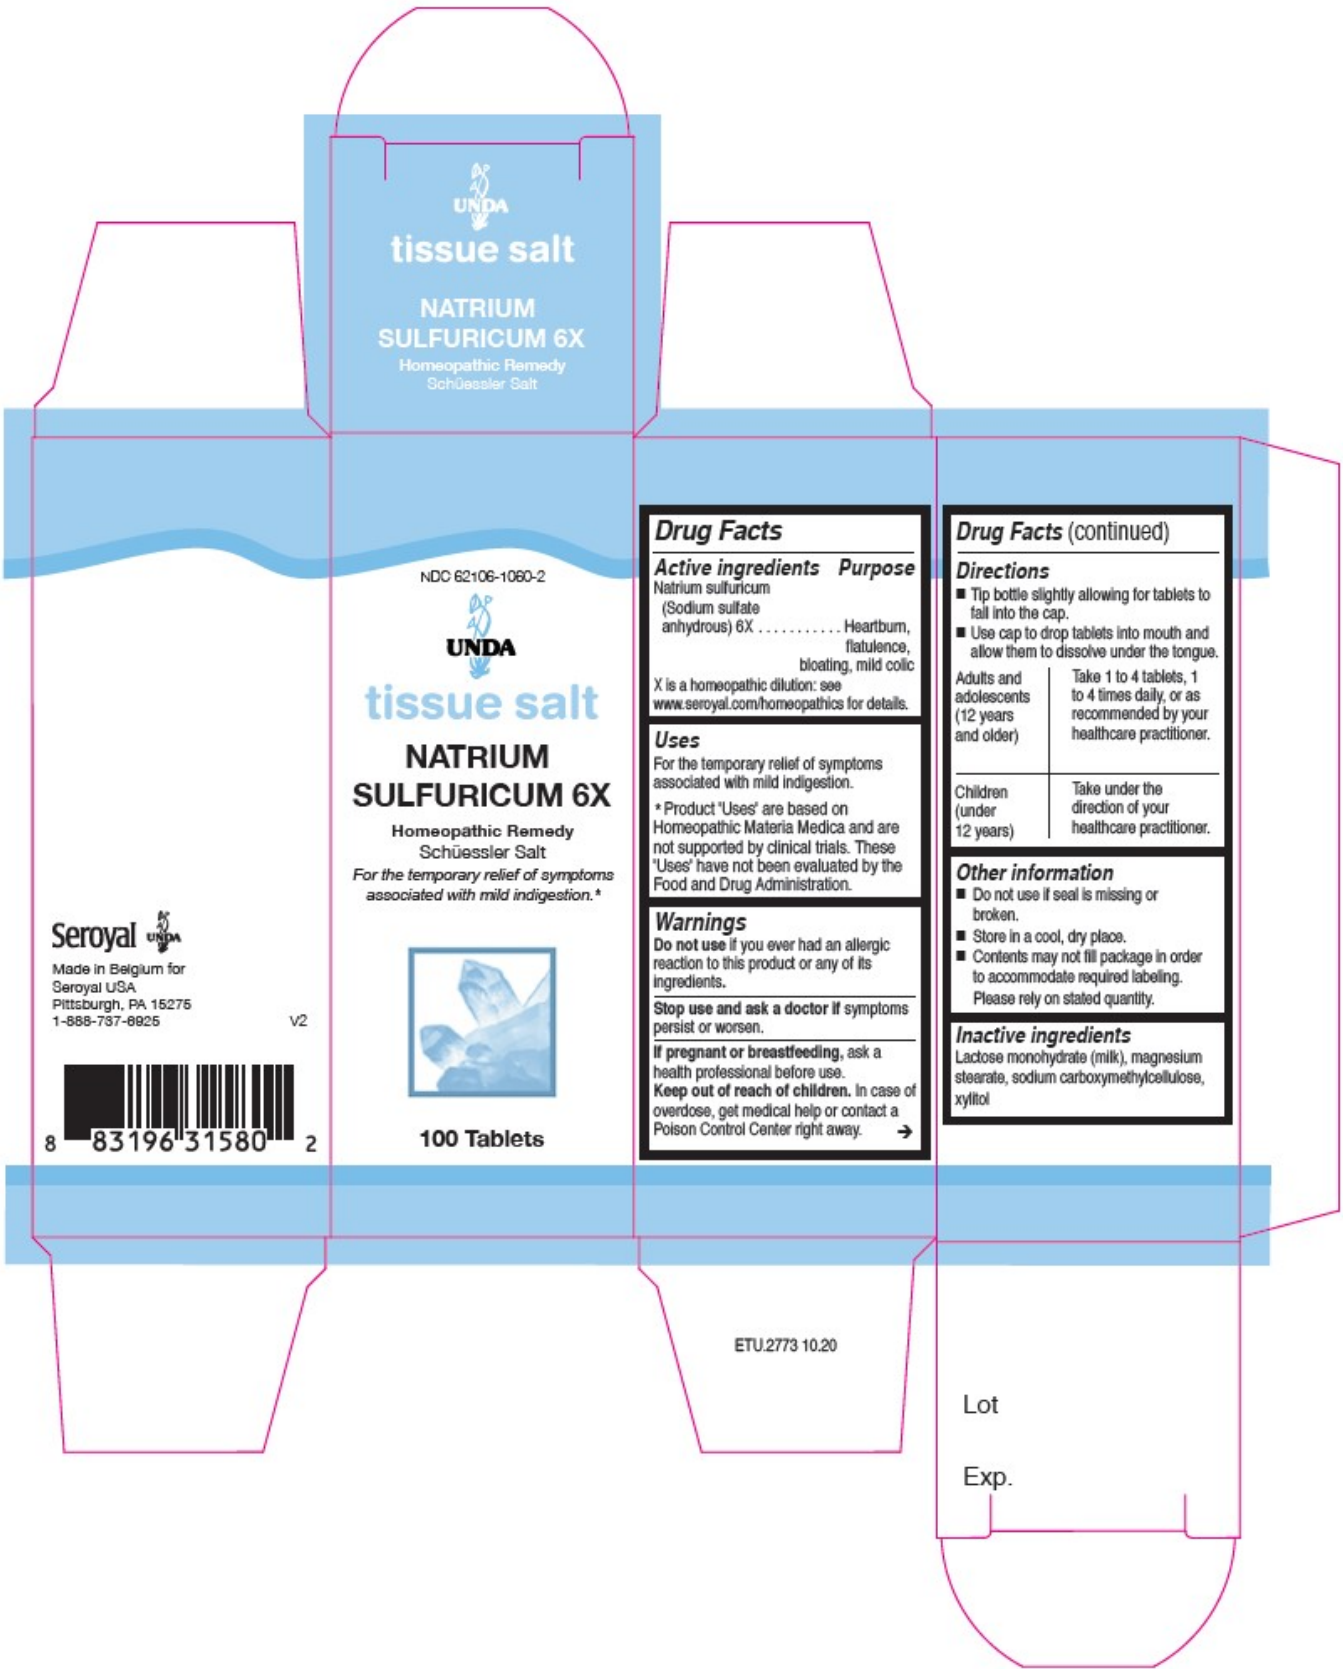 UNDA
tissue salt
NATRIUM
SULFURICUM 6X
Homeopathic Remedy
Schüessler Salt
Seroyal UNDA
Made in Belgium for
Seroyal USA
Pittsburgh, PA 15275
1-888-737-6925
V2
8 83196 31580 2
NDC 62106-1060-2
UNDA
tissue salt
NATRIUM
SULFURICUM 6X
Homeopathic Remedy
Schüessler Salt
For the temporary relief of symptoms
associated with mild indigestion.*
100 Tablets
Drug Facts
Active ingredients Purpose
Natrium sulfuricum
(Sodium sulfate
anhydrous) 6X ........... Heartburn,
flatulence,
bloating, mild colic
X is a homeopathic dilution: see
www.seroyal.com/homeopathics for details.
Uses
For the temporary relief of symptoms
associated with mild indigestion.
* Product 'Uses' are based on
Homeopathic Materia Medica and are
not supported by clinical trials. These
'Uses' have not been evaluated by the
Food and Drug Administration.
Warnings
Do not use if you ever had an allergic
reaction to this product or any of its
ingredients.
Stop use and ask a doctor if symptoms
persist or worsen.
If pregnant or breastfeeding, ask a
health professional before use.
Keep out of reach of children. In case of
overdose, get medical help or contact a
Poison Control Center right away. →
Drug Facts (continued)
Directions
■ Tip bottle slightly allowing for tablets to
fall into the cap.
■ Use cap to drop tablets into mouth and
allow them to dissolve under the tongue.
Adults and
adolescents
(12 years
and older)
Take 1 to 4 tablets, 1
to 4 times daily, or as
recommended by your
healthcare practitioner.
Children
(under
12 years)
Take under the
direction of your
healthcare practitioner.
Other information
■ Do not use if seal is missing or
broken.
■ Store in a cool, dry place.
■ Contents may not fill package in order
to accommodate required labeling.
Please rely on stated quantity.
Inactive ingredients
Lactose monohydrate (milk), magnesium
stearate, sodium carboxymethylcellulose,
xylitol
ETU.2773 10.20
Lot
Exp.